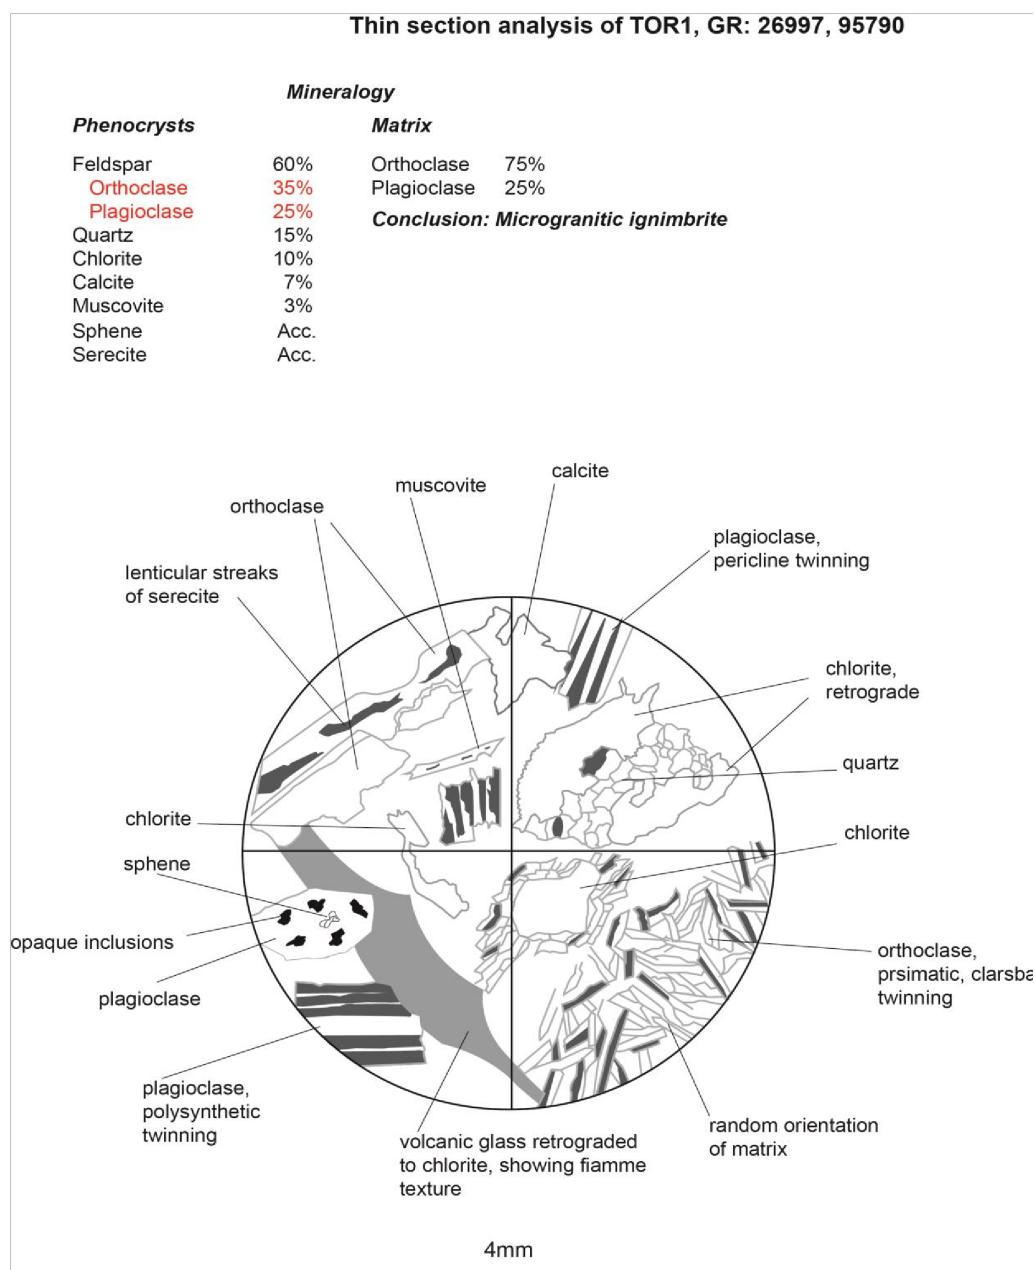 Thin section analysis of TOR1, GR: 26997, 95790
Mineralogy
Phenocrysts
Matrix
Feldspar 60%
Orthoclase 35%
Plagioclase 25%
Quartz 15%
Chlorite 10%
Calcite 7%
Muscovite 3%
Sphene Acc.
Serecite Acc.
Orthoclase 75%
Plagioclase 25%
Conclusion: Microgranitic ignimbrite
calcite
muscovite
orthoclase
plagioclase,
pericline twinning
lenticular streaks
of serecite
chlorite,
retrograde
quartz
chlorite
chlorite
sphene
opaque inclusions
plagioclase
orthoclase,
prsimatic, clarsba
twinning
plagioclase,
polysynthetic
twinning
volcanic glass retrograded
to chlorite, showing fiamme
texture
random orientation
of matrix
4mm